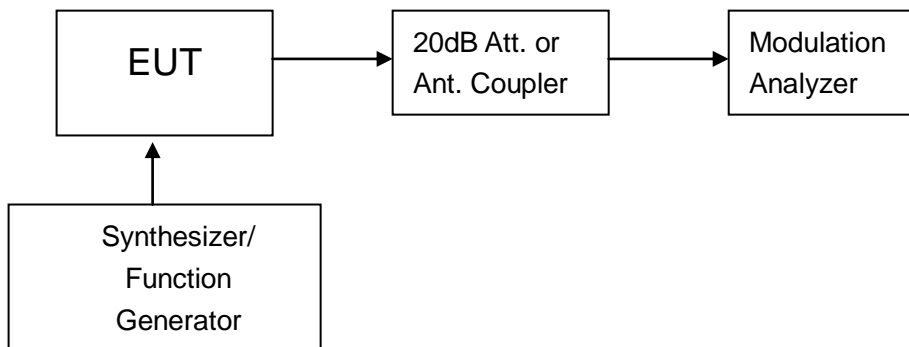 EUT
20dB Att. or
Ant. Coupler
Modulation
Analyzer
Synthesizer/
Function
Generator